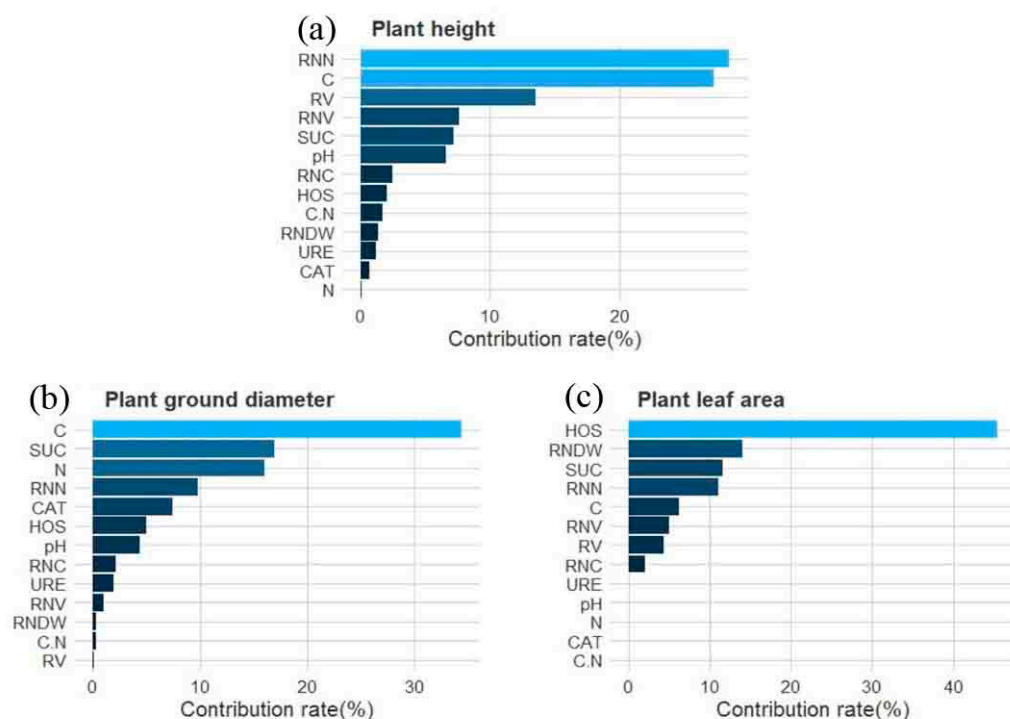 (a) Plant height
RNN
C
RV
RNV
SUC
pH
RNC
HOS
C.N
RNDW
URE
CAT
N
0 10 20
Contribution rate(%)
(b) Plant ground diameter
C
SUC
N
RNN
CAT
HOS
pH
RNC
URE
RNV
RNDW
C.N
RV
0 10 20 30
Contribution rate(%)
(c) Plant leaf area
HOS
RNDW
SUC
RNN
C
RNV
RV
RNC
URE
pH
N
CAT
C.N
0 10 20 30 40
Contribution rate(%)